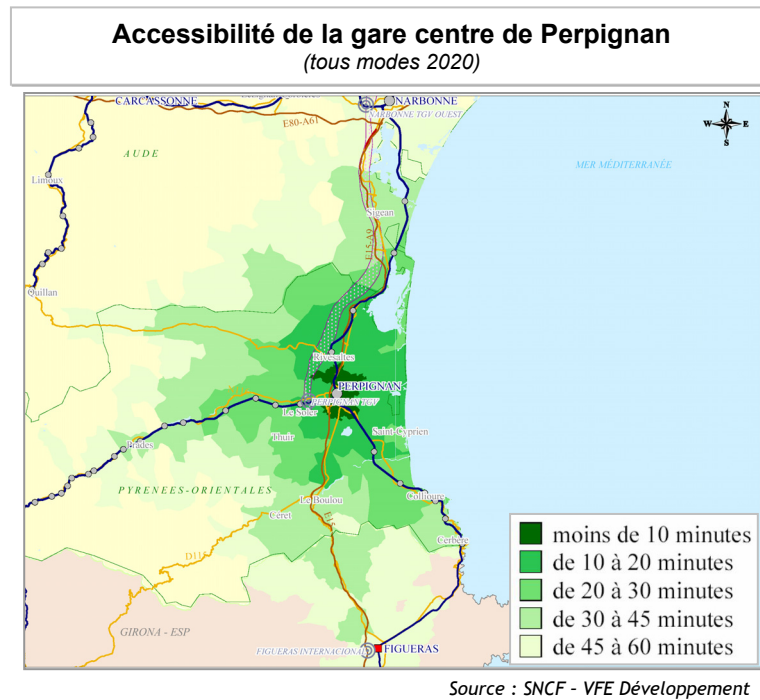 Accessibilité de la gare centre de Perpignan
(tous modes 2020)
CARCASSONNE
NARBONNE
NARBONNE TGV OUEST
E80-A61
N
W E
S
AUDE
MER MÉDITERRANÉE
Limoux
Sigean
E15-A9
Quillan
Rivesaltes
PERPIGNAN
PERPIGNAN TGV
Le Soler
Thuir
Saint-Cyprien
Prades
PYRENEES-ORIENTALES
Le Boulou
Collioure
Céret
Cerbère
GIRONA - ESP
FIGUERAS INTERNACIONAL
FIGUERAS
moins de 10 minutes
de 10 à 20 minutes
de 20 à 30 minutes
de 30 à 45 minutes
de 45 à 60 minutes
Source : SNCF - VFE Développement